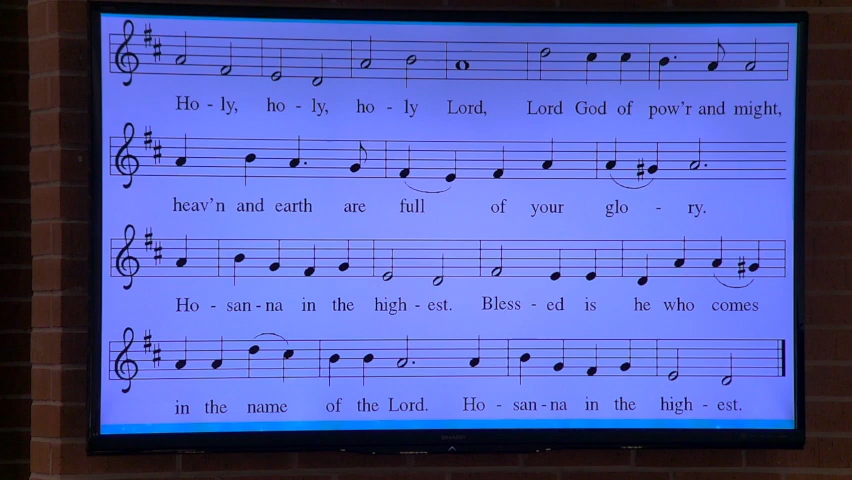 Ho - ly, ho - ly, ho - ly Lord, Lord God of pow'r and might,
heav'n and earth are full of your glo - ry.
Ho - san - na in the high - est. Bless - ed is he who comes
in the name of the Lord. Ho - san - na in the high - est.
SHARP